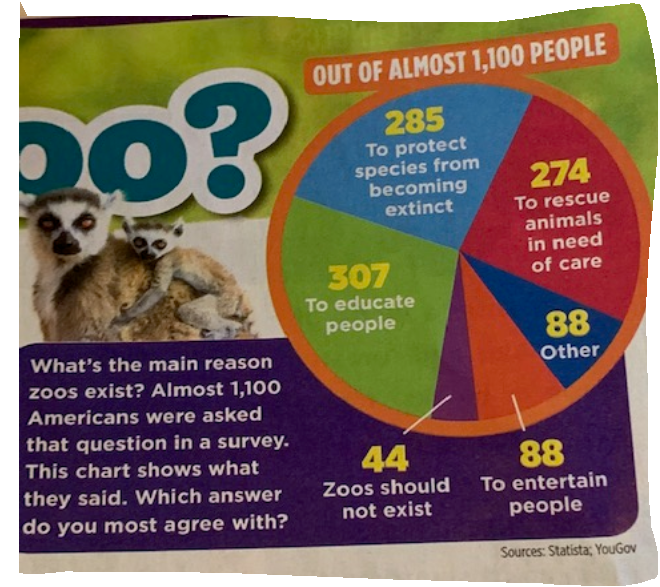 oo?
OUT OF ALMOST 1,100 PEOPLE
285
To protect
species from
becoming
extinct
274
To rescue
animals
in need
of care
307
To educate
people
88
Other
44
Zoos should
not exist
88
To entertain
people
What's the main reason
zoos exist? Almost 1,100
Americans were asked
that question in a survey.
This chart shows what
they said. Which answer
do you most agree with?
Sources: Statista; YouGov